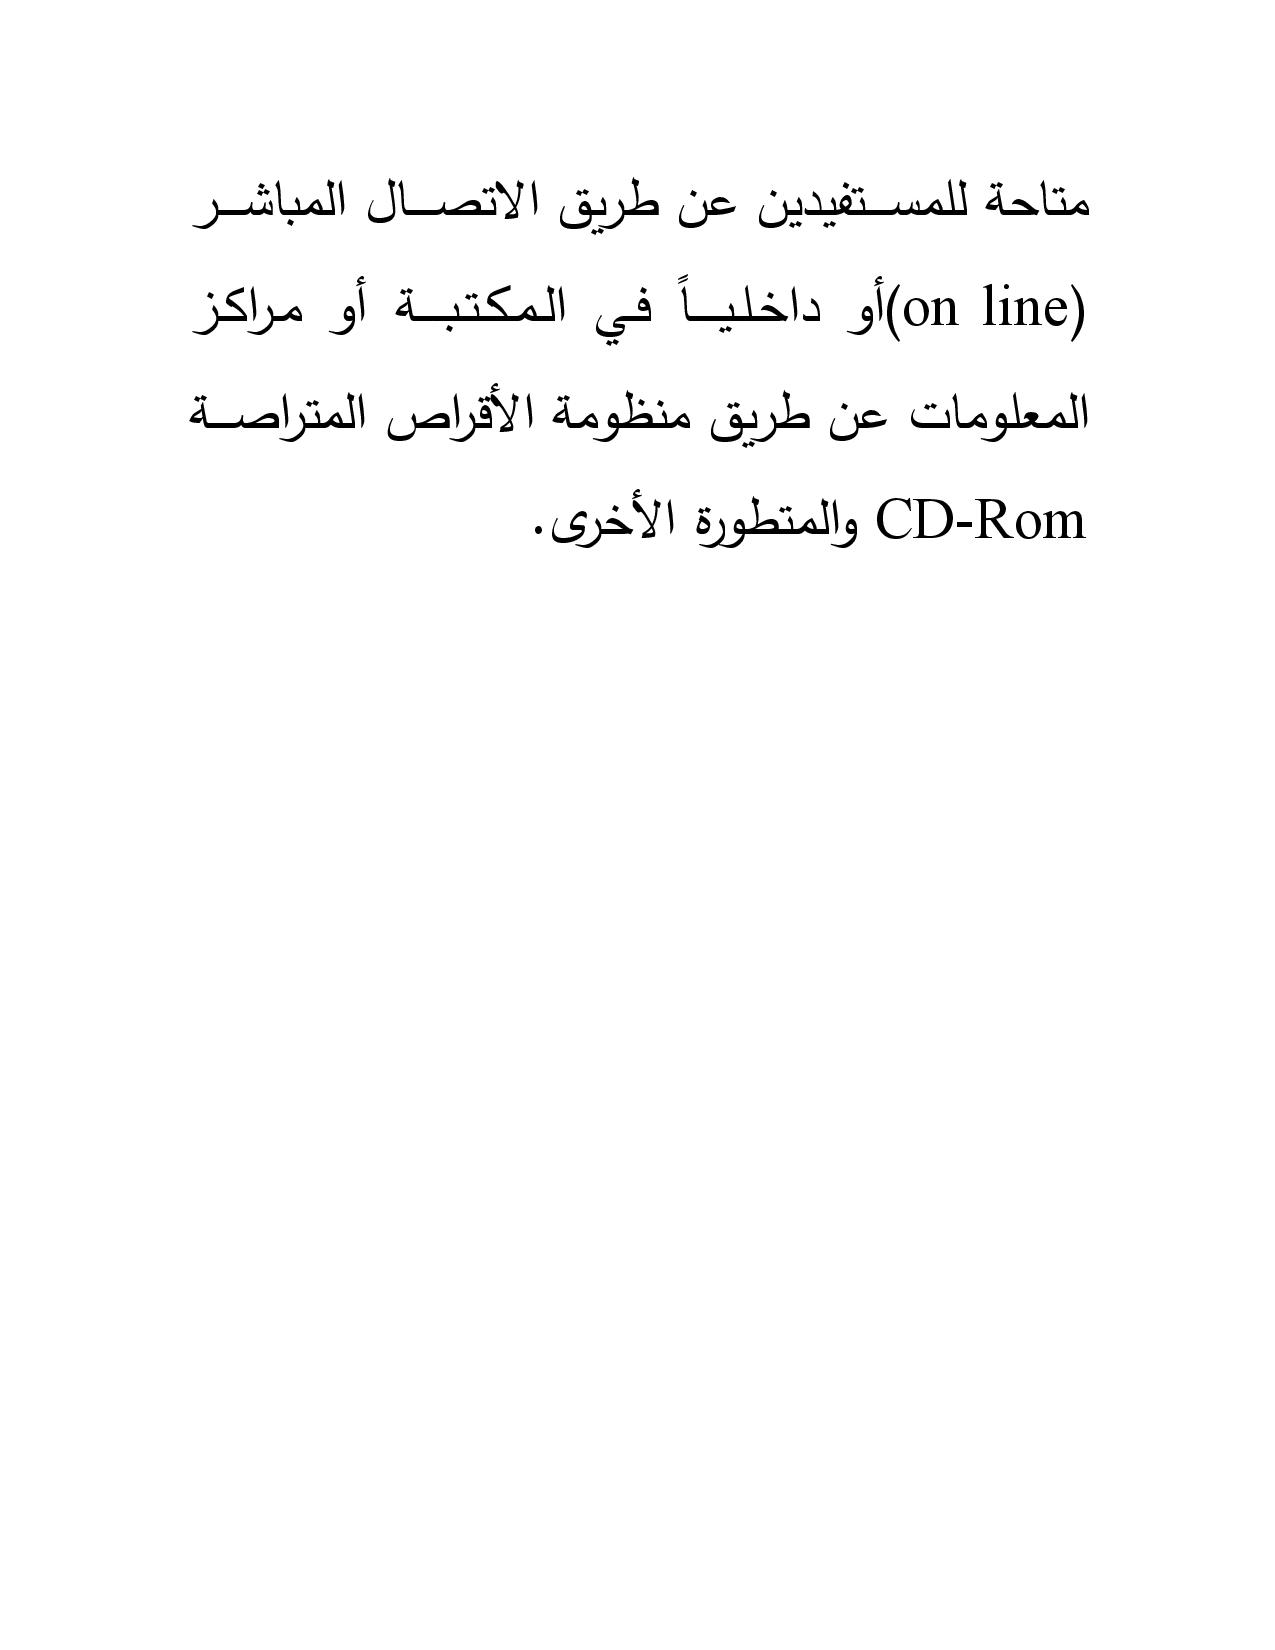 متاحة للمستفيدين عن طريق الاتصال المباشر
(on line)أو داخلياً في المكتبة أو مراكز
المعلومات عن طريق منظومة الأقراص المتراصة
CD-Rom والمتطورة الأخرى.